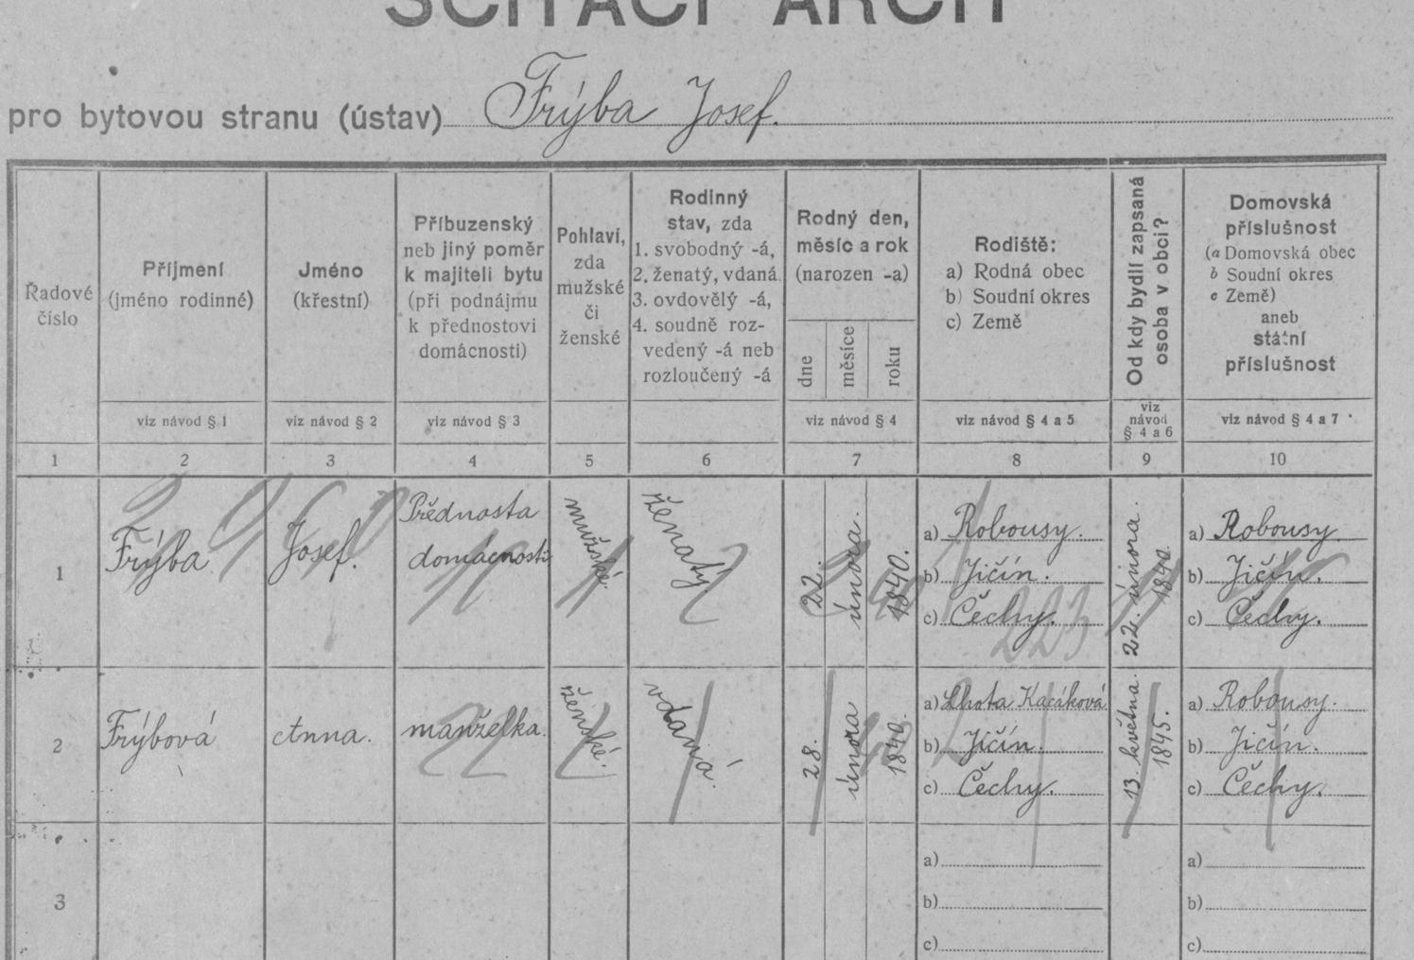 SČÍTACÍ ARCH
pro bytovou stranu (ústav) Frýba Josef.
Řadové
číslo
Příjmení
(jméno rodinné)
viz návod § 1
Jméno
(křestní)
viz návod § 2
Příbuzenský
neb jiný poměr
k majiteli bytu
(při podnájmu
k přednostovi
domácnosti)
viz návod § 3
Pohlaví,
zda
mužské
či
ženské
Rodinný
stav, zda
1. svobodný -á,
2. ženatý, vdaná
3. ovdovělý -á,
4. soudně roz-
vedený -á neb
rozloučený -á
Rodný den,
měsíc a rok
(narozen -a)
dne
měsíce
roku
viz návod § 4
Rodiště:
a) Rodná obec
b) Soudní okres
c) Země
viz návod § 4 a 5
Od kdy bydlí zapsaná
osoba v obci?
viz
návod
§ 4 a 6
Domovská
příslušnost
(a Domovská obec
b Soudní okres
c Země)
aneb
státní
příslušnost
viz návod § 4 a 7
1 2 3 4 5 6 7 8 9 10
1
Frýba
Josef.
Přednosta
domácnosti
mužské
ženatý
22.
února.
1840.
a) Robousy.
b) Jičín.
c) Čechy.
22. února.
1840.
a) Robousy
b) Jičín.
c) Čechy.
2
Frýbová
Anna.
manželka.
ženské.
vdaná
28.
února
1840.
a) Lhota Kacákova
b) Jičín.
c) Čechy.
13. května.
1845.
a) Robousy.
b) Jičín.
c) Čechy.
3
a)
b)
c)
a)
b)
c)